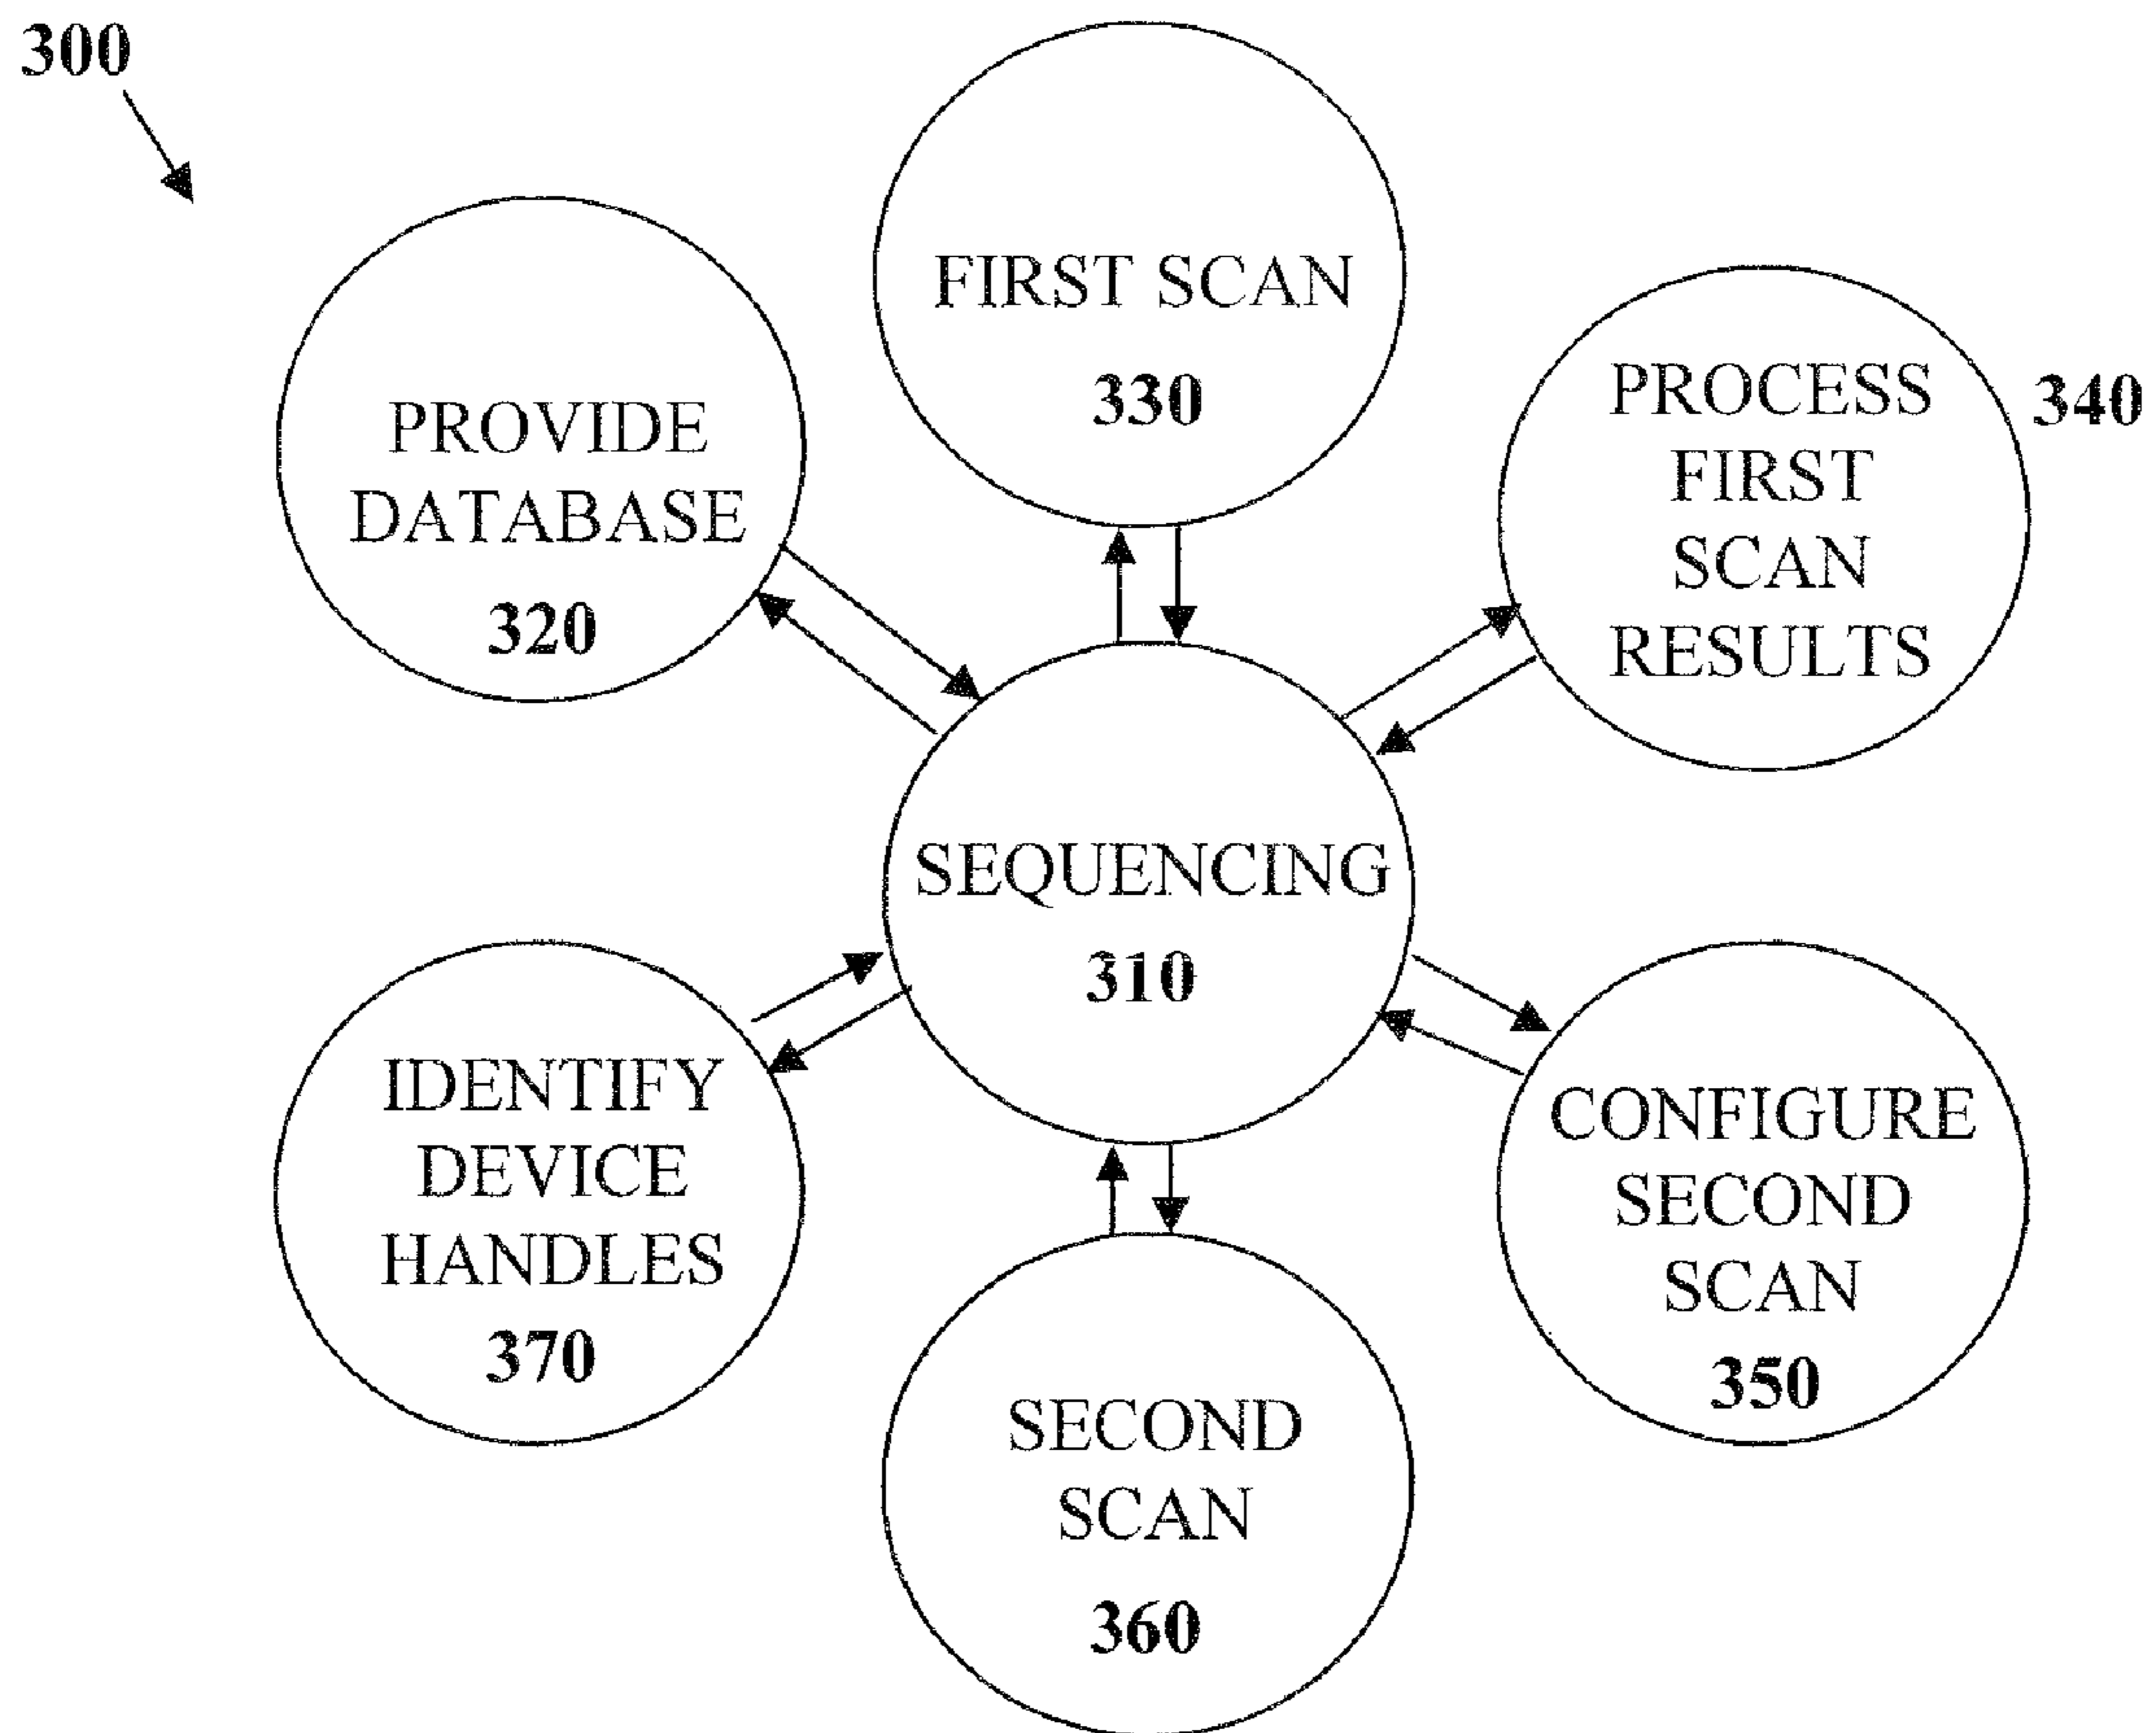 300
FIRST SCAN
330
PROVIDE
DATABASE
320
PROCESS
FIRST
SCAN
RESULTS
340
SEQUENCING
310
IDENTIFY
DEVICE
HANDLES
370
CONFIGURE
SECOND
SCAN
350
SECOND
SCAN
360